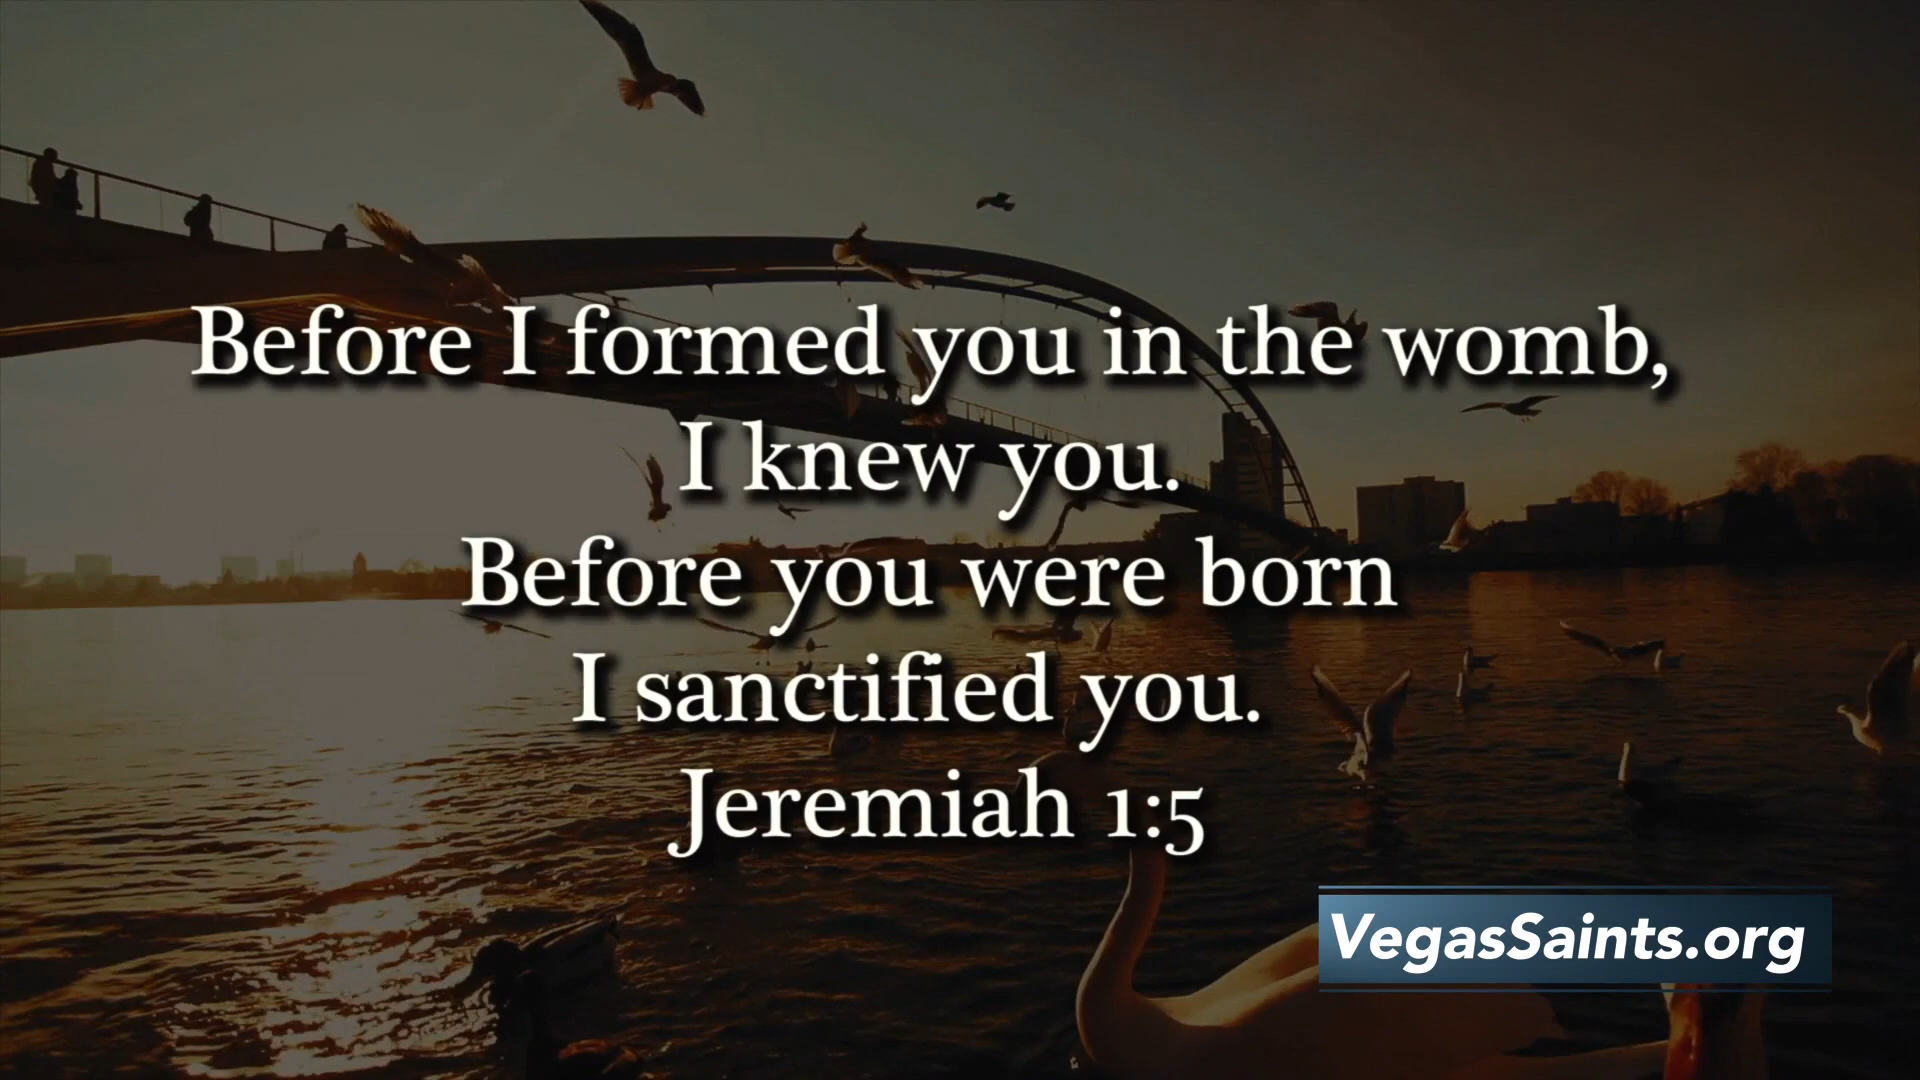 Before I formed you in the womb,
I knew you.
Before you were born
I sanctified you.
Jeremiah 1:5
VegasSaints.org